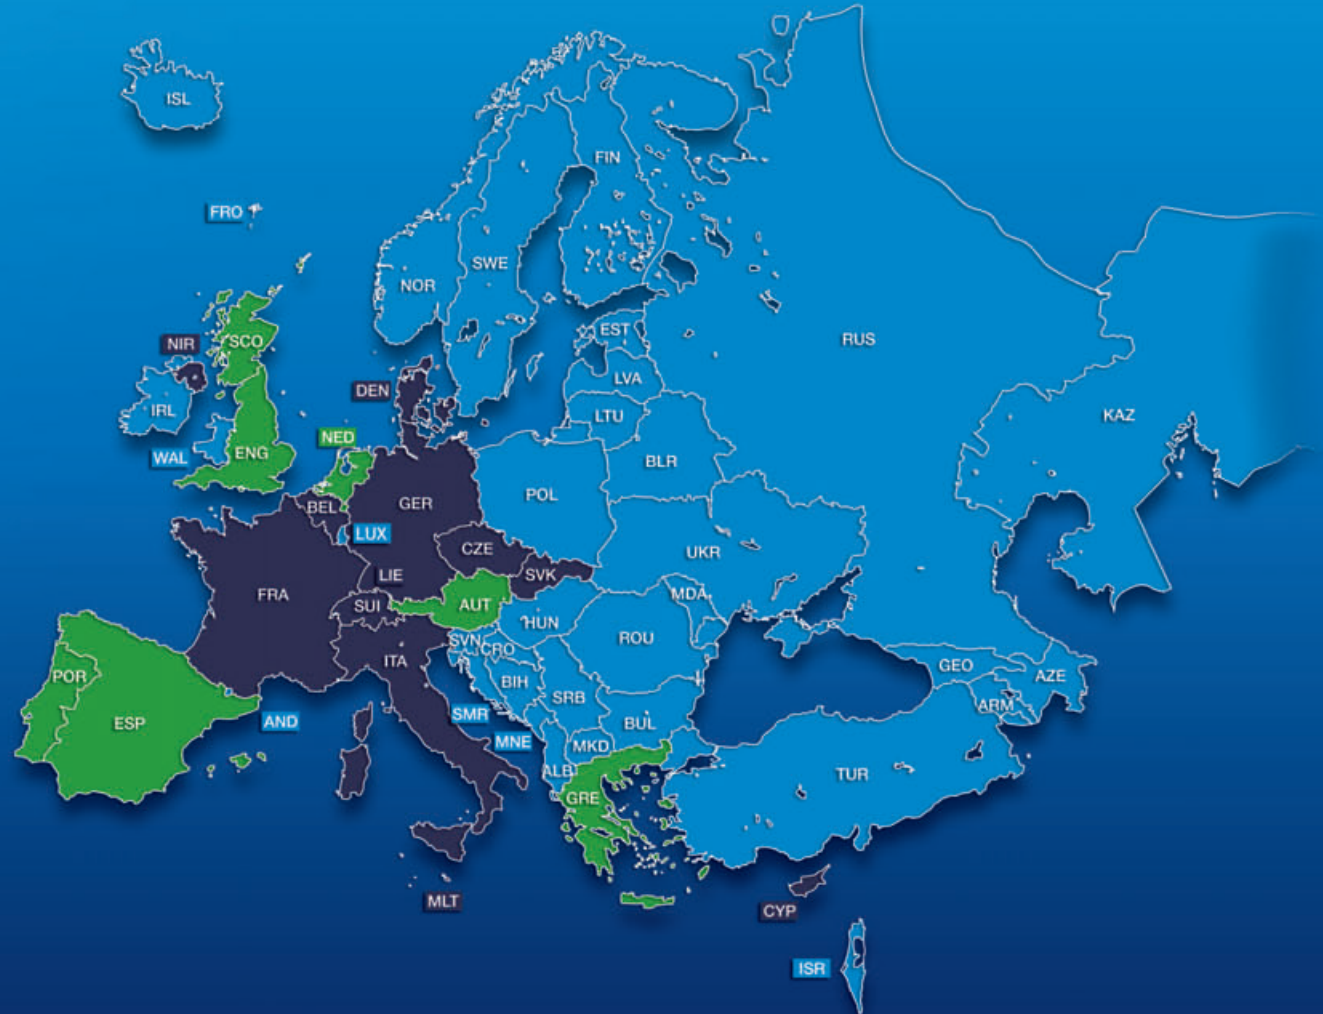 ISL
FIN
FRO
SWE
NOR
EST
RUS
NIR
SCO
LVA
DEN
IRL
LTU
KAZ
NED
ENG
WAL
BLR
POL
GER
BEL
LUX
CZE
UKR
LIE
SVK
FRA
MDA
SUI
AUT
HUN
ROU
SVN
CRO
ITA
GEO
POR
AZE
BIH
SRB
ARM
SMR
ESP
AND
BUL
MNE
MKD
ALB
TUR
GRE
MLT
CYP
ISR